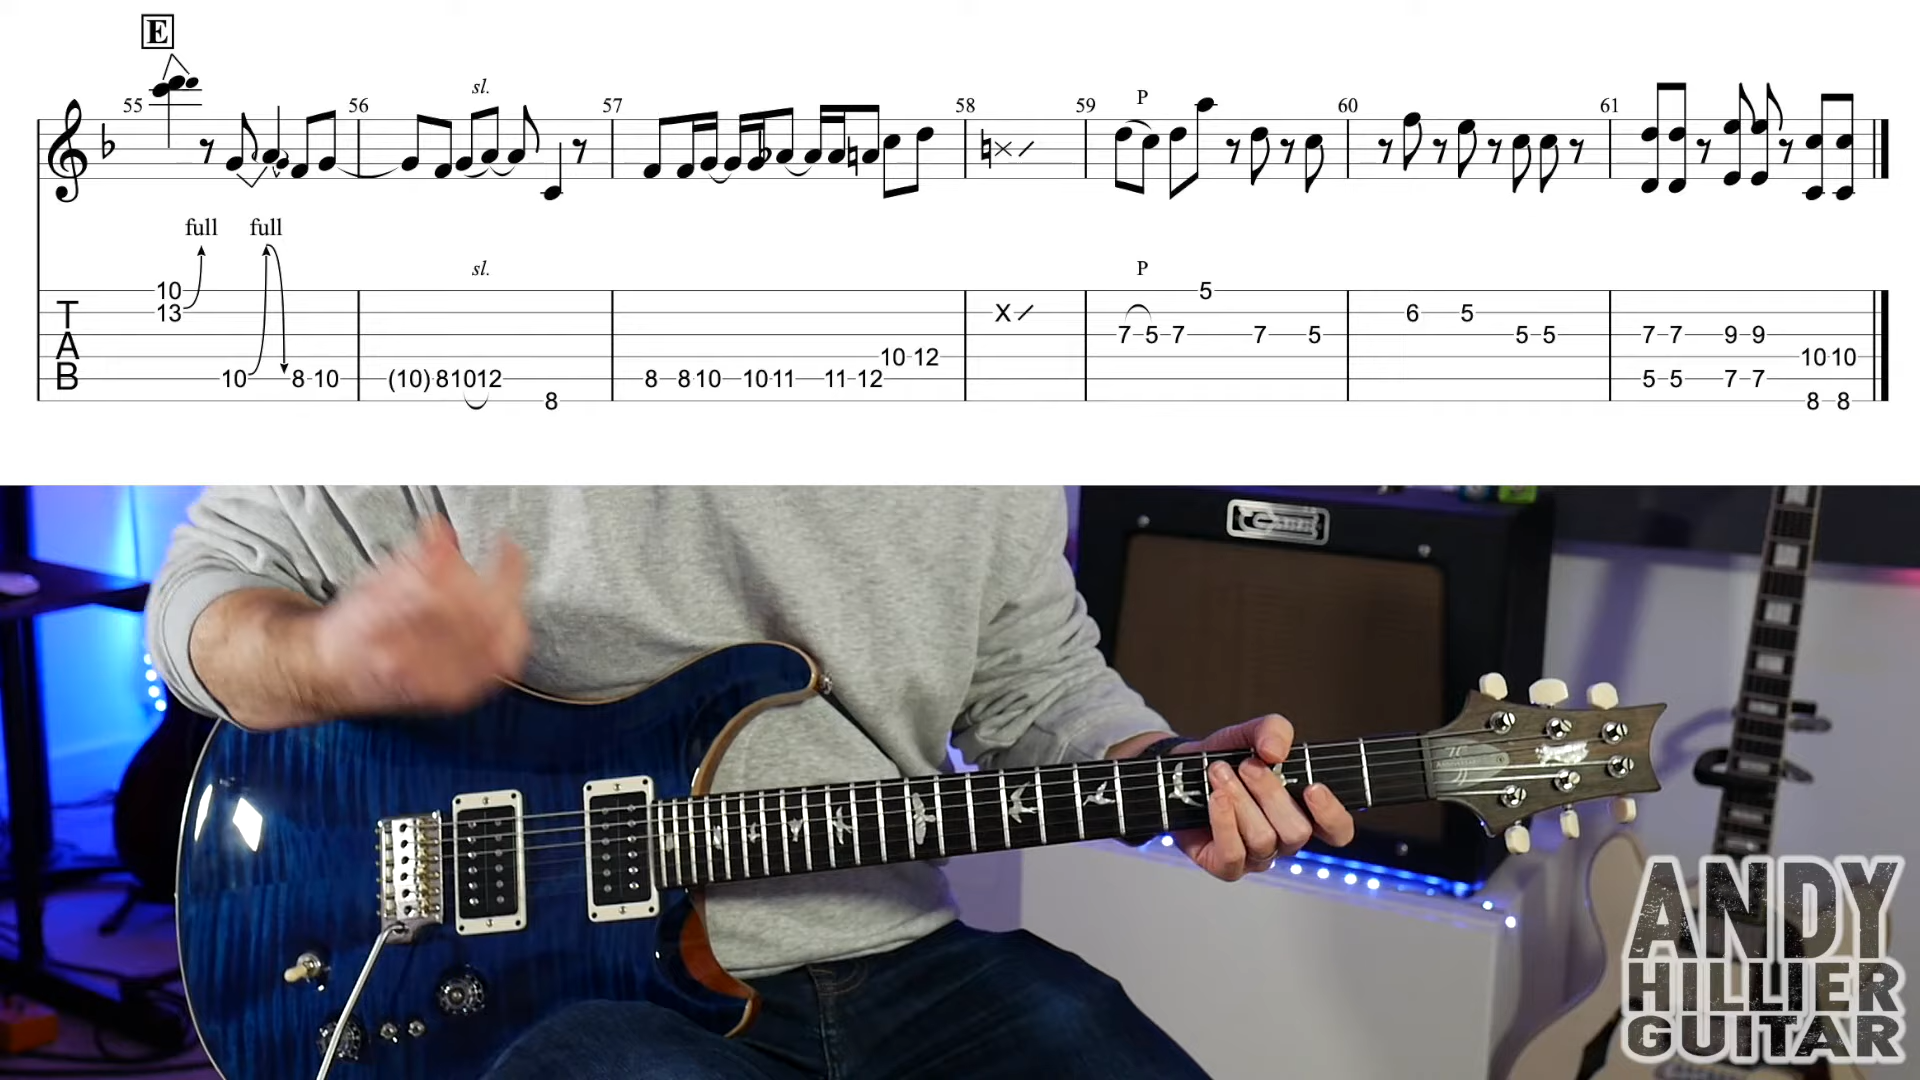 E
55 56 57 58 59 60 61
sl. P
full full
sl. P
10 5
13 X 6 5
T
7 5 7 7 5 5 5 7 7 9 9
A 10 12 10 10
B 10 8 10 (10) 8 10 12 8 8 10 10 11 11 12 5 5 7 7
8 8 8
ANDY
HILLIER
GUITAR